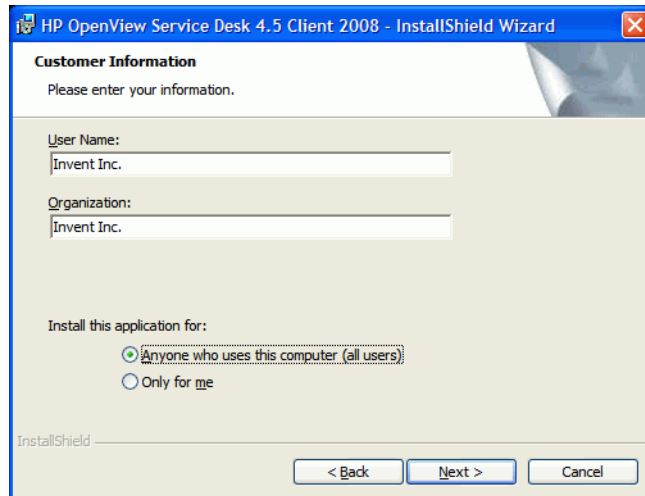 HP OpenView Service Desk 4.5 Client 2008 - InstallShield Wizard
Customer Information
Please enter your information.
User Name:
Invent Inc.
Organization:
Invent Inc.
Install this application for:
Anyone who uses this computer (all users)
Only for me
InstallShield
< Back Next > Cancel